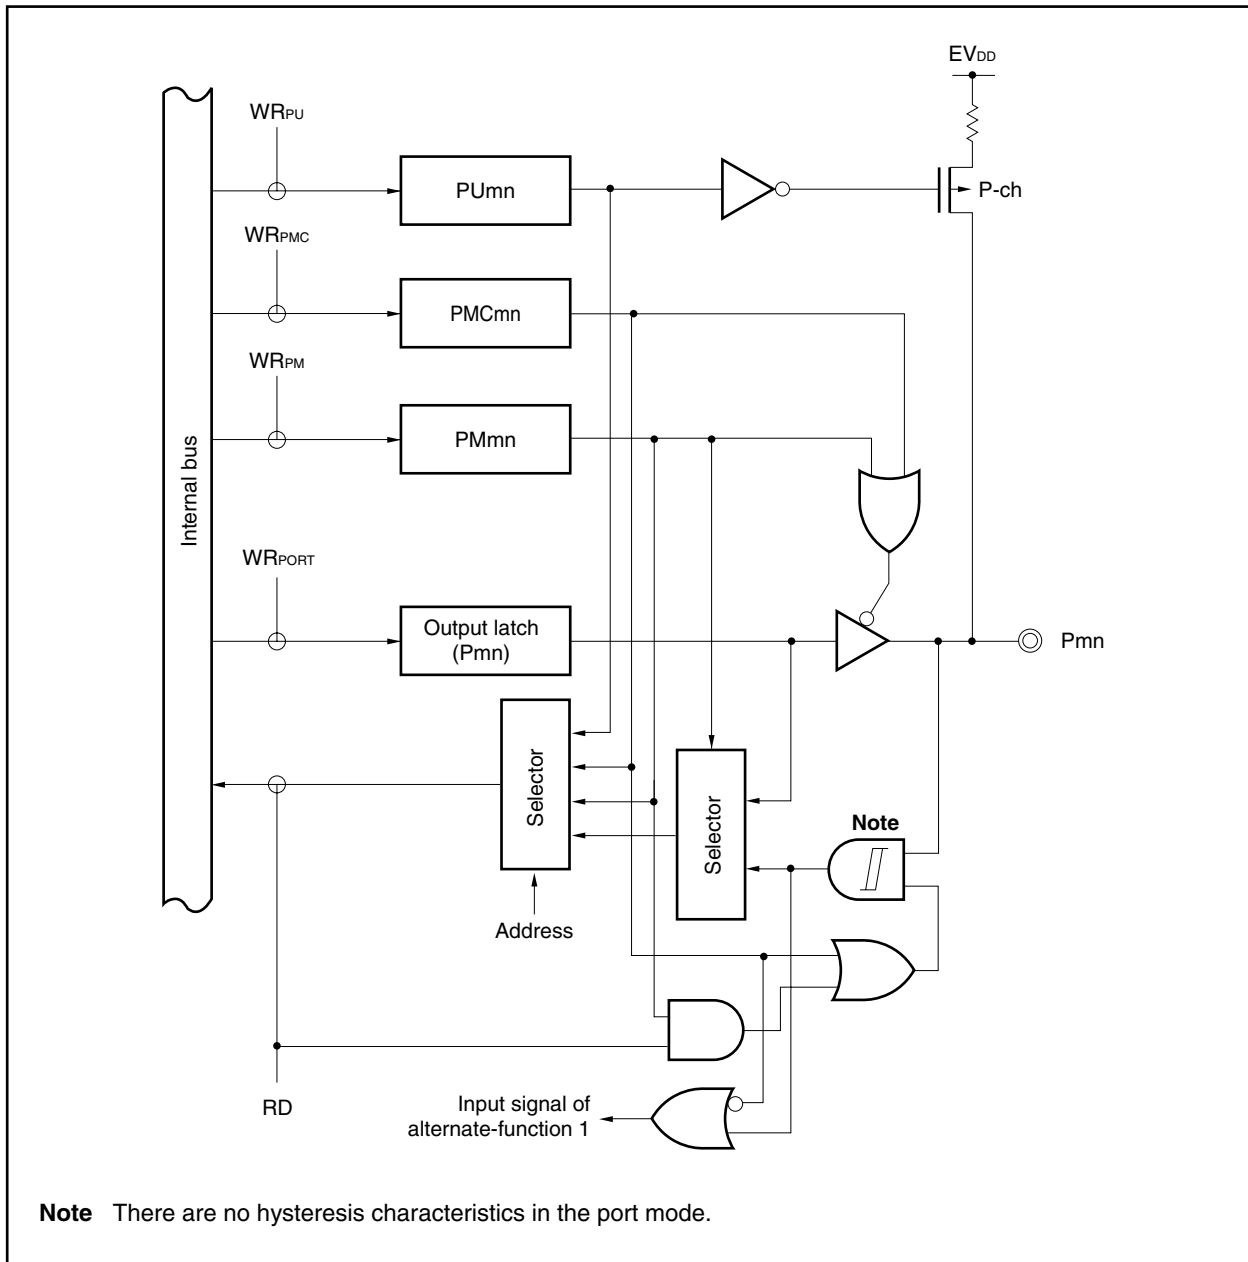 EVDD
WRPU
PUmn
P-ch
WRPMC
PMCmn
WRPM
PMmn
Internal bus
WRPORT
Output latch
(Pmn)
Pmn
Selector
Selector
Note
Address
RD
Input signal of
alternate-function 1
Note There are no hysteresis characteristics in the port mode.